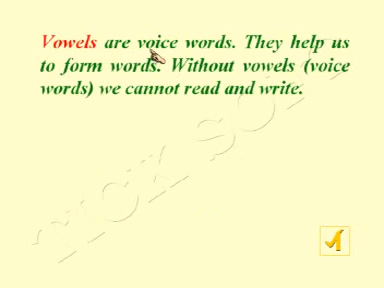 Vowels are voice words. They help us
to form words. Without vowels (voice
words) we cannot read and write.